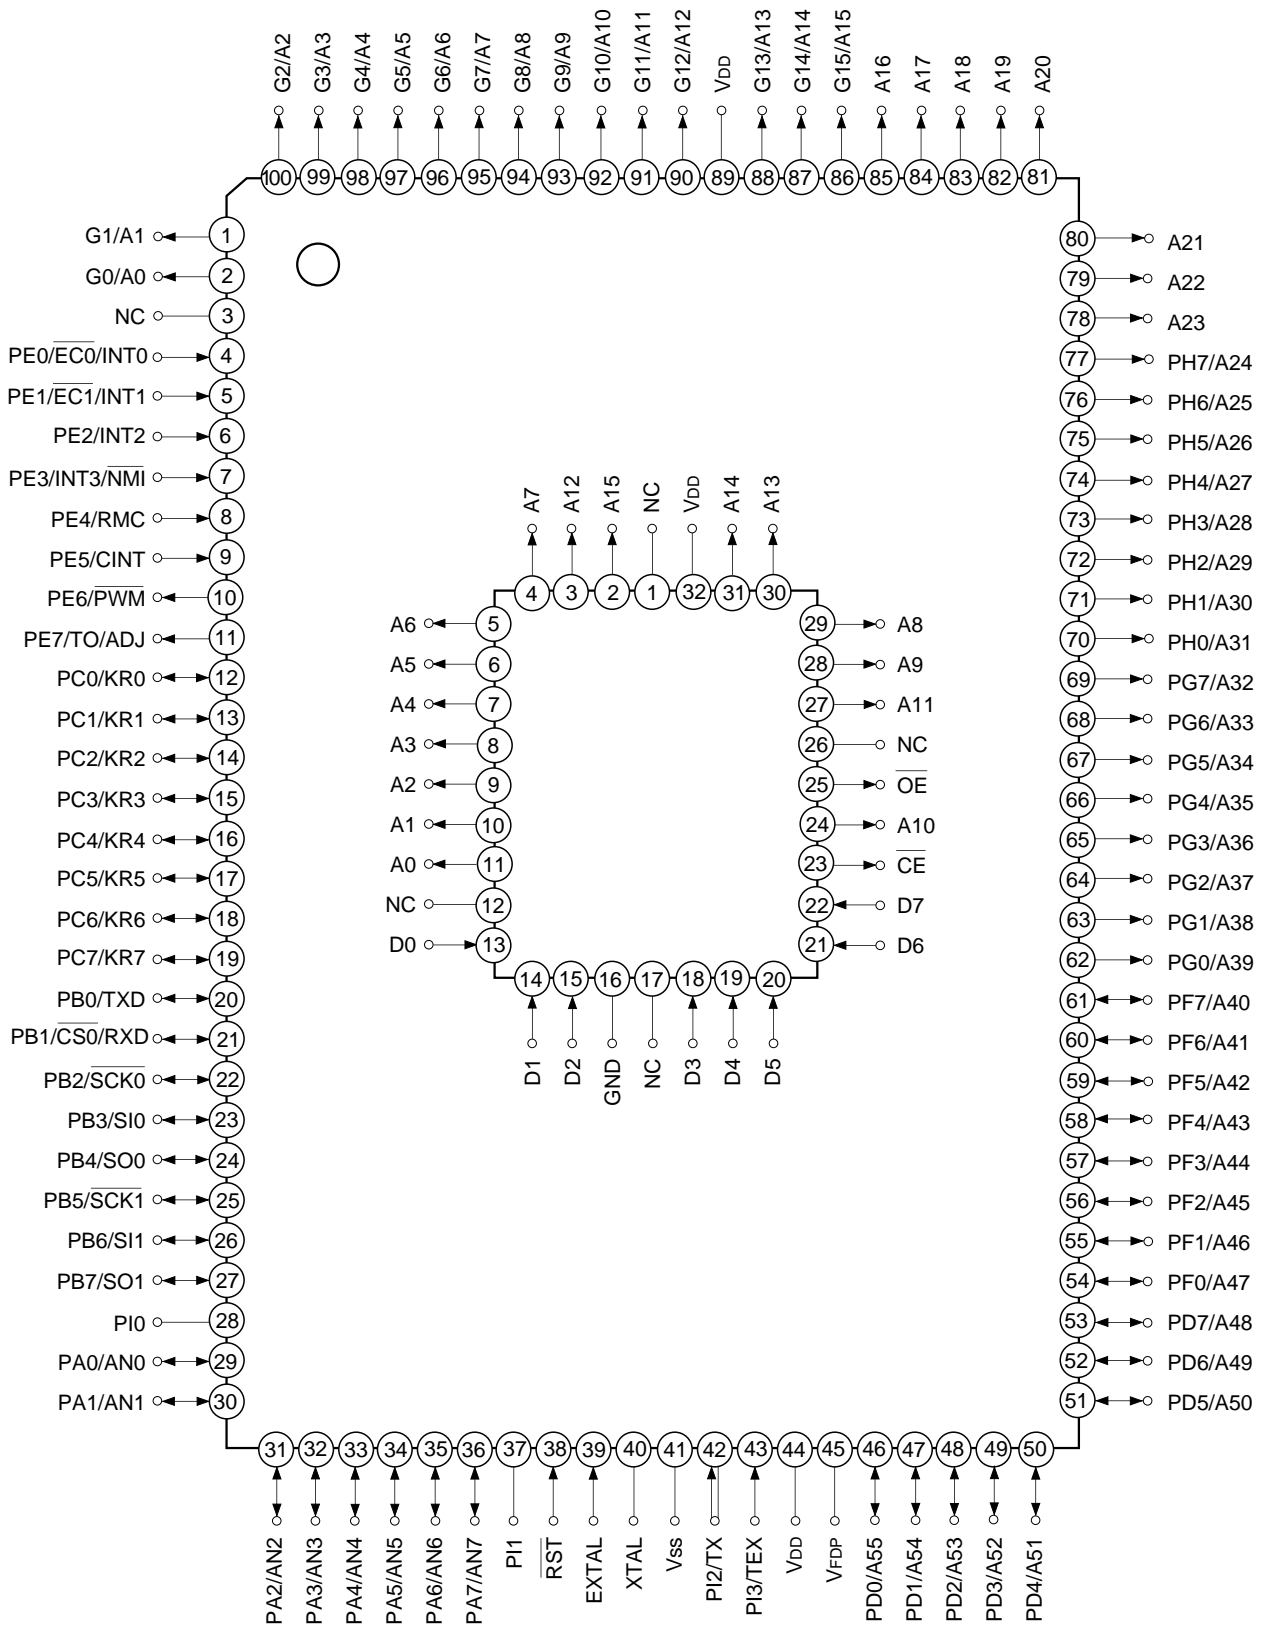 G2/A2
G3/A3
G4/A4
G5/A5
G6/A6
G7/A7
G8/A8
G9/A9
G10/A10
G11/A11
G12/A12
VDD
G13/A13
G14/A14
G15/A15
A16
A17
A18
A19
A20
100 99 98 97 96 95 94 93 92 91 90 89 88 87 86 85 84 83 82 81
G1/A1 1
G0/A0 2
NC 3
PE0/EC0/INT0 4
PE1/EC1/INT1 5
PE2/INT2 6
PE3/INT3/NMI 7
PE4/RMC 8
PE5/CINT 9
PE6/PWM 10
PE7/TO/ADJ 11
PC0/KR0 12
PC1/KR1 13
PC2/KR2 14
PC3/KR3 15
PC4/KR4 16
PC5/KR5 17
PC6/KR6 18
PC7/KR7 19
PB0/TXD 20
PB1/CS0/RXD 21
PB2/SCK0 22
PB3/SI0 23
PB4/SO0 24
PB5/SCK1 25
PB6/SI1 26
PB7/SO1 27
PI0 28
PA0/AN0 29
PA1/AN1 30
A7
A12
A15
NC
VDD
A14
A13
4 3 2 1 32 31 30
A6 5
A5 6
A4 7
A3 8
A2 9
A1 10
A0 11
NC 12
D0 13
29 A8
28 A9
27 A11
26 NC
25 OE
24 A10
23 CE
22 D7
21 D6
14 15 16 17 18 19 20
D1
D2
GND
NC
D3
D4
D5
80 A21
79 A22
78 A23
77 PH7/A24
76 PH6/A25
75 PH5/A26
74 PH4/A27
73 PH3/A28
72 PH2/A29
71 PH1/A30
70 PH0/A31
69 PG7/A32
68 PG6/A33
67 PG5/A34
66 PG4/A35
65 PG3/A36
64 PG2/A37
63 PG1/A38
62 PG0/A39
61 PF7/A40
60 PF6/A41
59 PF5/A42
58 PF4/A43
57 PF3/A44
56 PF2/A45
55 PF1/A46
54 PF0/A47
53 PD7/A48
52 PD6/A49
51 PD5/A50
31 32 33 34 35 36 37 38 39 40 41 42 43 44 45 46 47 48 49 50
PA2/AN2
PA3/AN3
PA4/AN4
PA5/AN5
PA6/AN6
PA7/AN7
PI1
RST
EXTAL
XTAL
Vss
PI2/TX
PI3/TEX
VDD
VFDP
PD0/A55
PD1/A54
PD2/A53
PD3/A52
PD4/A51